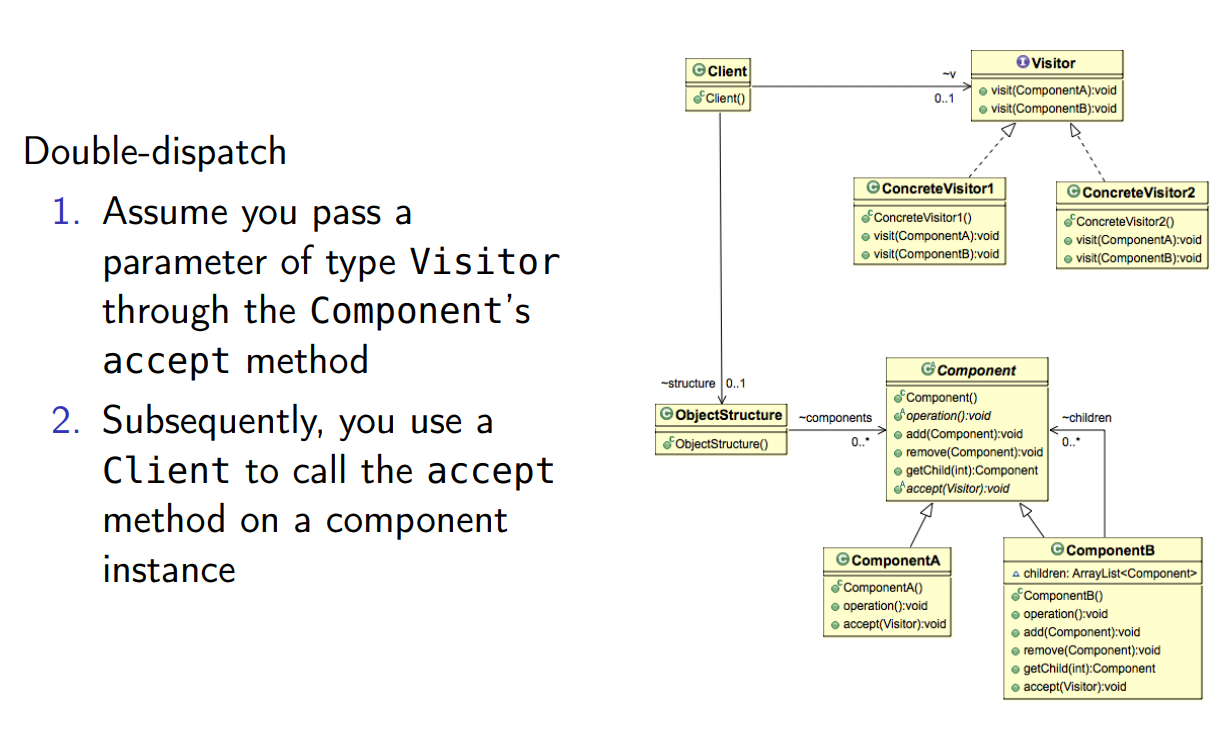 Double-dispatch
1. Assume you pass a
parameter of type Visitor
through the Component's
accept method
2. Subsequently, you use a
Client to call the accept
method on a component
instance
Client
Client()
~v
0..1
Visitor
visit(ComponentA):void
visit(ComponentB):void
ConcreteVisitor1
ConcreteVisitor1()
visit(ComponentA):void
visit(ComponentB):void
ConcreteVisitor2
ConcreteVisitor2()
visit(ComponentA):void
visit(ComponentB):void
~structure 0..1
ObjectStructure
ObjectStructure()
~components
0..*
Component
Component()
operation():void
add(Component):void
remove(Component):void
getChild(int):Component
accept(Visitor):void
~children
0..*
ComponentA
ComponentA()
operation():void
accept(Visitor):void
ComponentB
children: ArrayList<Component>
ComponentB()
operation():void
add(Component):void
remove(Component):void
getChild(int):Component
accept(Visitor):void